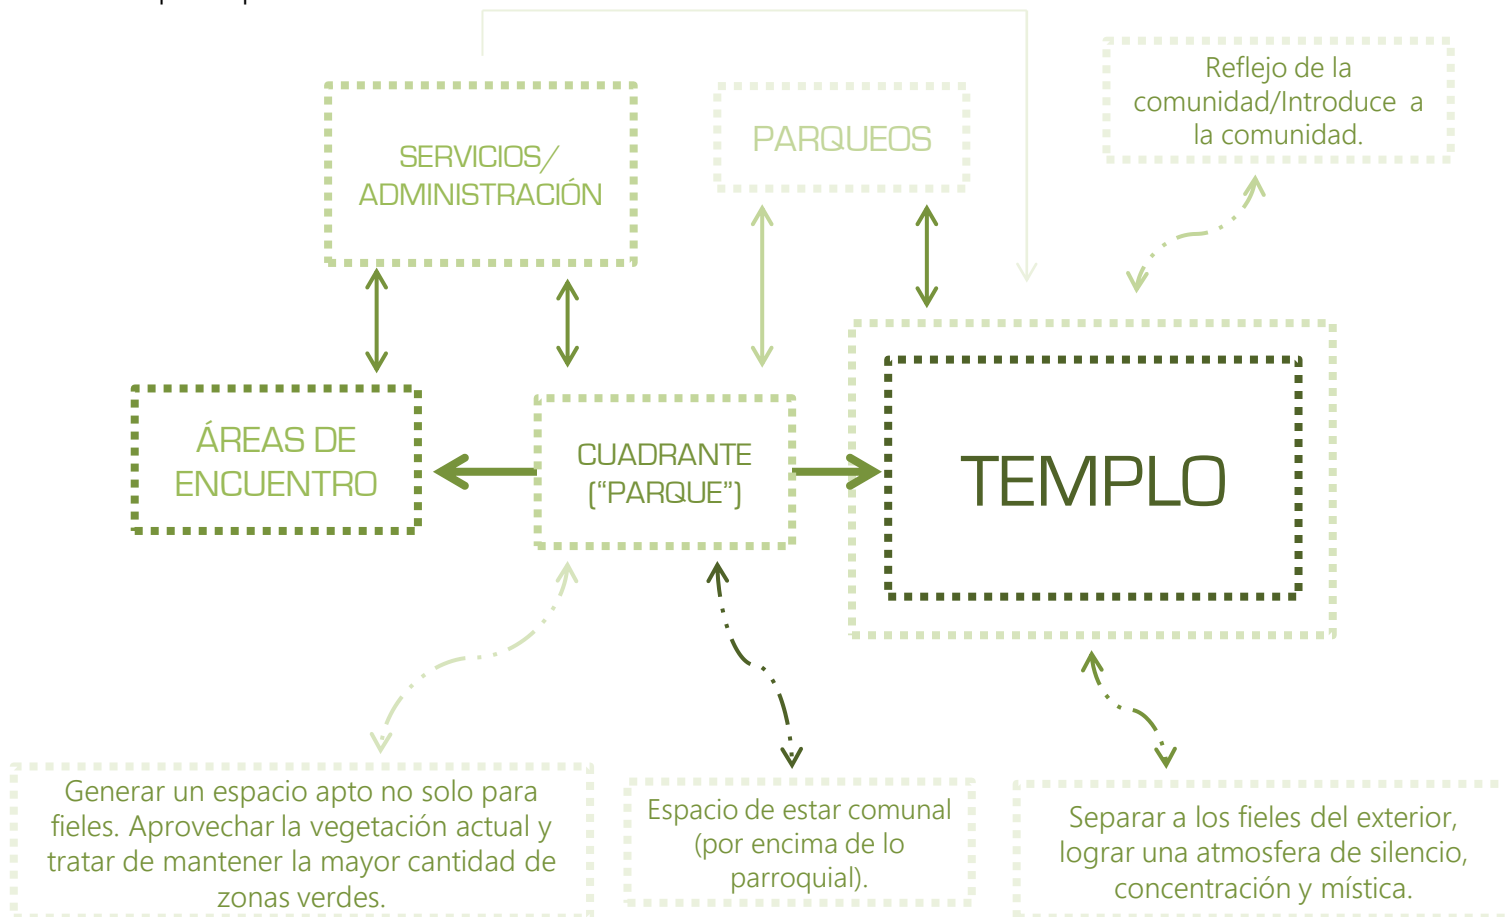 SERVICIOS/
ADMINISTRACIÓN
PARQUEOS
Reflejo de la
comunidad/Introduce a
la comunidad.
ÁREAS DE
ENCUENTRO
CUADRANTE
(“PARQUE”)
TEMPLO
Generar un espacio apto no solo para
fieles. Aprovechar la vegetación actual y
tratar de mantener la mayor cantidad de
zonas verdes.
Espacio de estar comunal
(por encima de lo
parroquial).
Separar a los fieles del exterior,
lograr una atmosfera de silencio,
concentración y mística.